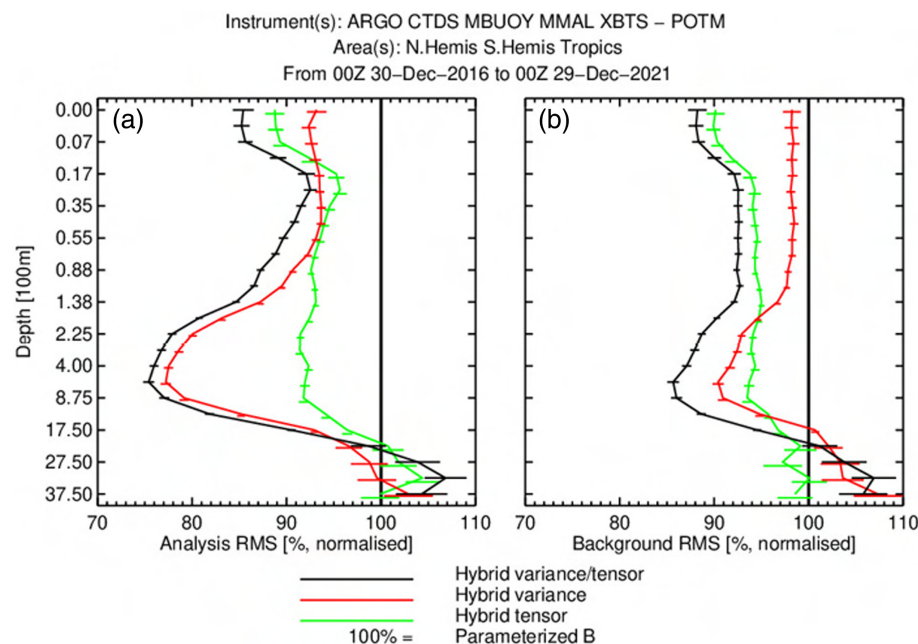 Instrument(s): ARGO CTDS MBUOY MMAL XBTS – POTM
Area(s): N.Hemis S.Hemis Tropics
From 00Z 30–Dec–2016 to 00Z 29–Dec–2021
(a)
(b)
Depth [100m]
0.00
0.07
0.17
0.35
0.55
0.88
1.38
2.25
4.00
8.75
17.50
27.50
37.50
70 80 90 100 110
Analysis RMS [%, normalised]
70 80 90 100 110
Background RMS [%, normalised]
Hybrid variance/tensor
Hybrid variance
Hybrid tensor
100% = Parameterized B